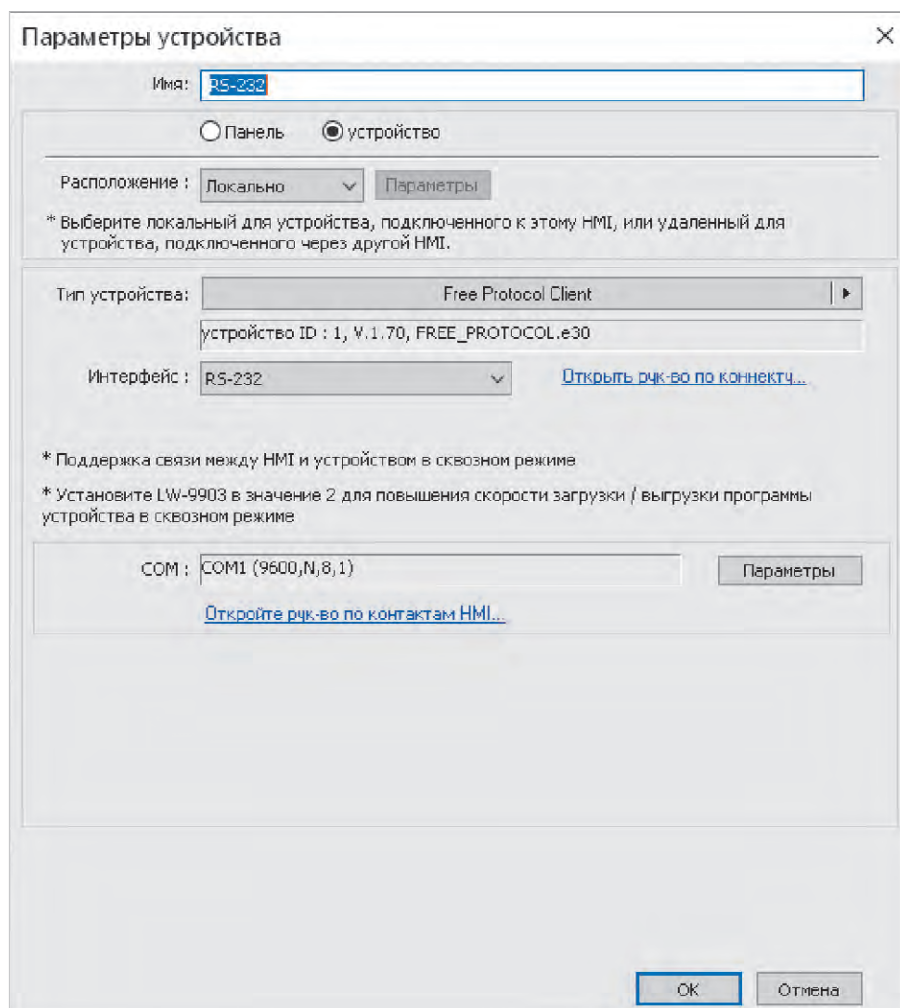 Параметры устройства
Имя: RS-232
Панель устройство
Расположение : Локально Параметры
* Выберите локальный для устройства, подключенного к этому HMI, или удаленный для
устройства, подключенного через другой HMI.
Тип устройства: Free Protocol Client
устройство ID : 1, V.1.70, FREE_PROTOCOL.e30
Интерфейс : RS-232 Открыть рук-во по коннекту...
* Поддержка связи между HMI и устройством в сквозном режиме
* Установите LW-9903 в значение 2 для повышения скорости загрузки / выгрузки программы
устройства в сквозном режиме
COM : COM1 (9600,N,8,1) Параметры
Откройте рук-во по контактам HMI...
OK Отмена